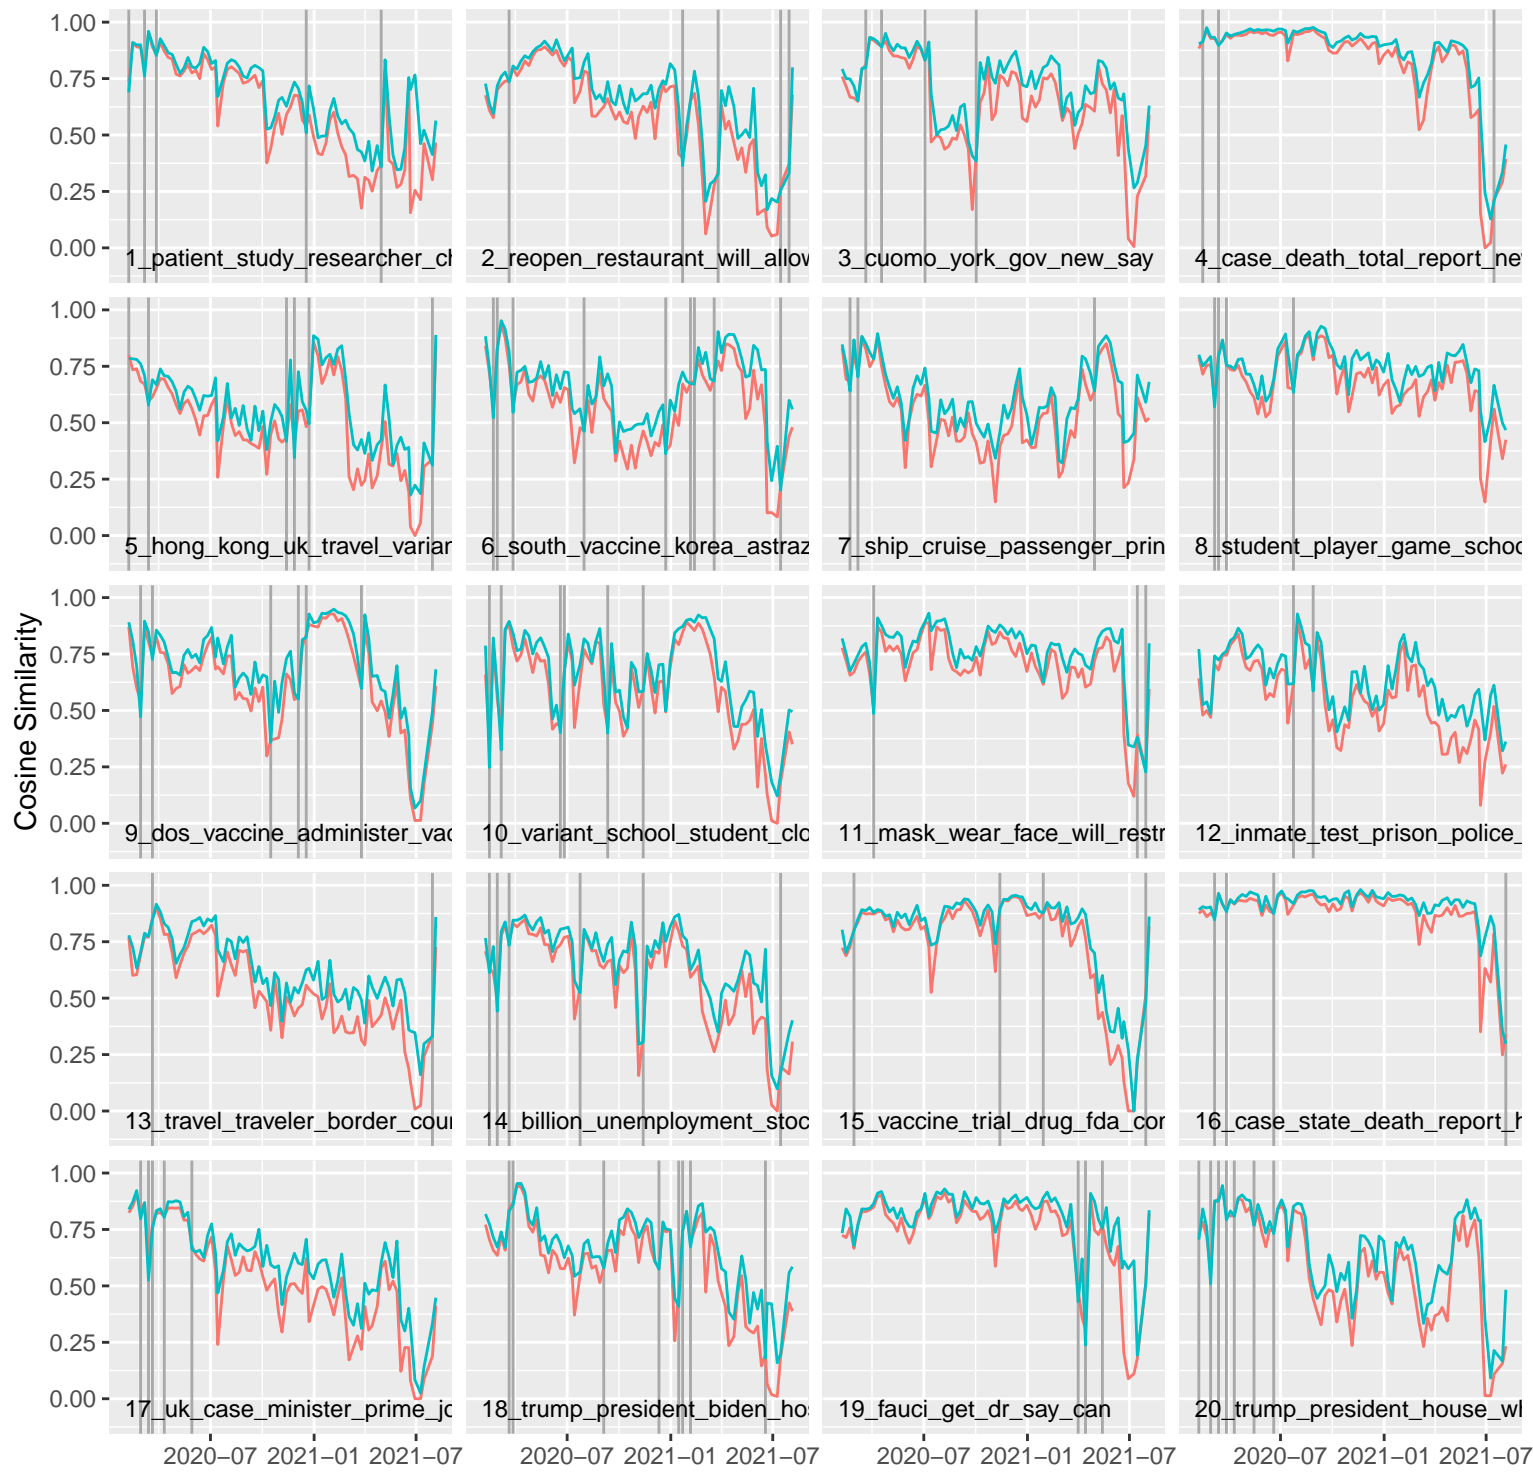 1.00
0.75
0.50
0.25
0.00
1_patient_study_researcher_ch
2_reopen_restaurant_will_allow
3_cuomo_york_gov_new_say
4_case_death_total_report_new
1.00
0.75
0.50
0.25
0.00
5_hong_kong_uk_travel_varian
6_south_vaccine_korea_astraz
7_ship_cruise_passenger_prin
8_student_player_game_schoo
Cosine Similarity
1.00
0.75
0.50
0.25
0.00
9_dos_vaccine_administer_vac
10_variant_school_student_clo
11_mask_wear_face_will_restr
12_inmate_test_prison_police_
1.00
0.75
0.50
0.25
0.00
13_travel_traveler_border_cour
14_billion_unemployment_stoc
15_vaccine_trial_drug_fda_cor
16_case_state_death_report_h
1.00
0.75
0.50
0.25
0.00
17_uk_case_minister_prime_jo
18_trump_president_biden_hos
19_fauci_get_dr_say_can
20_trump_president_house_wh
2020−07 2021−01 2021−07
2020−07 2021−01 2021−07
2020−07 2021−01 2021−07
2020−07 2021−01 2021−07